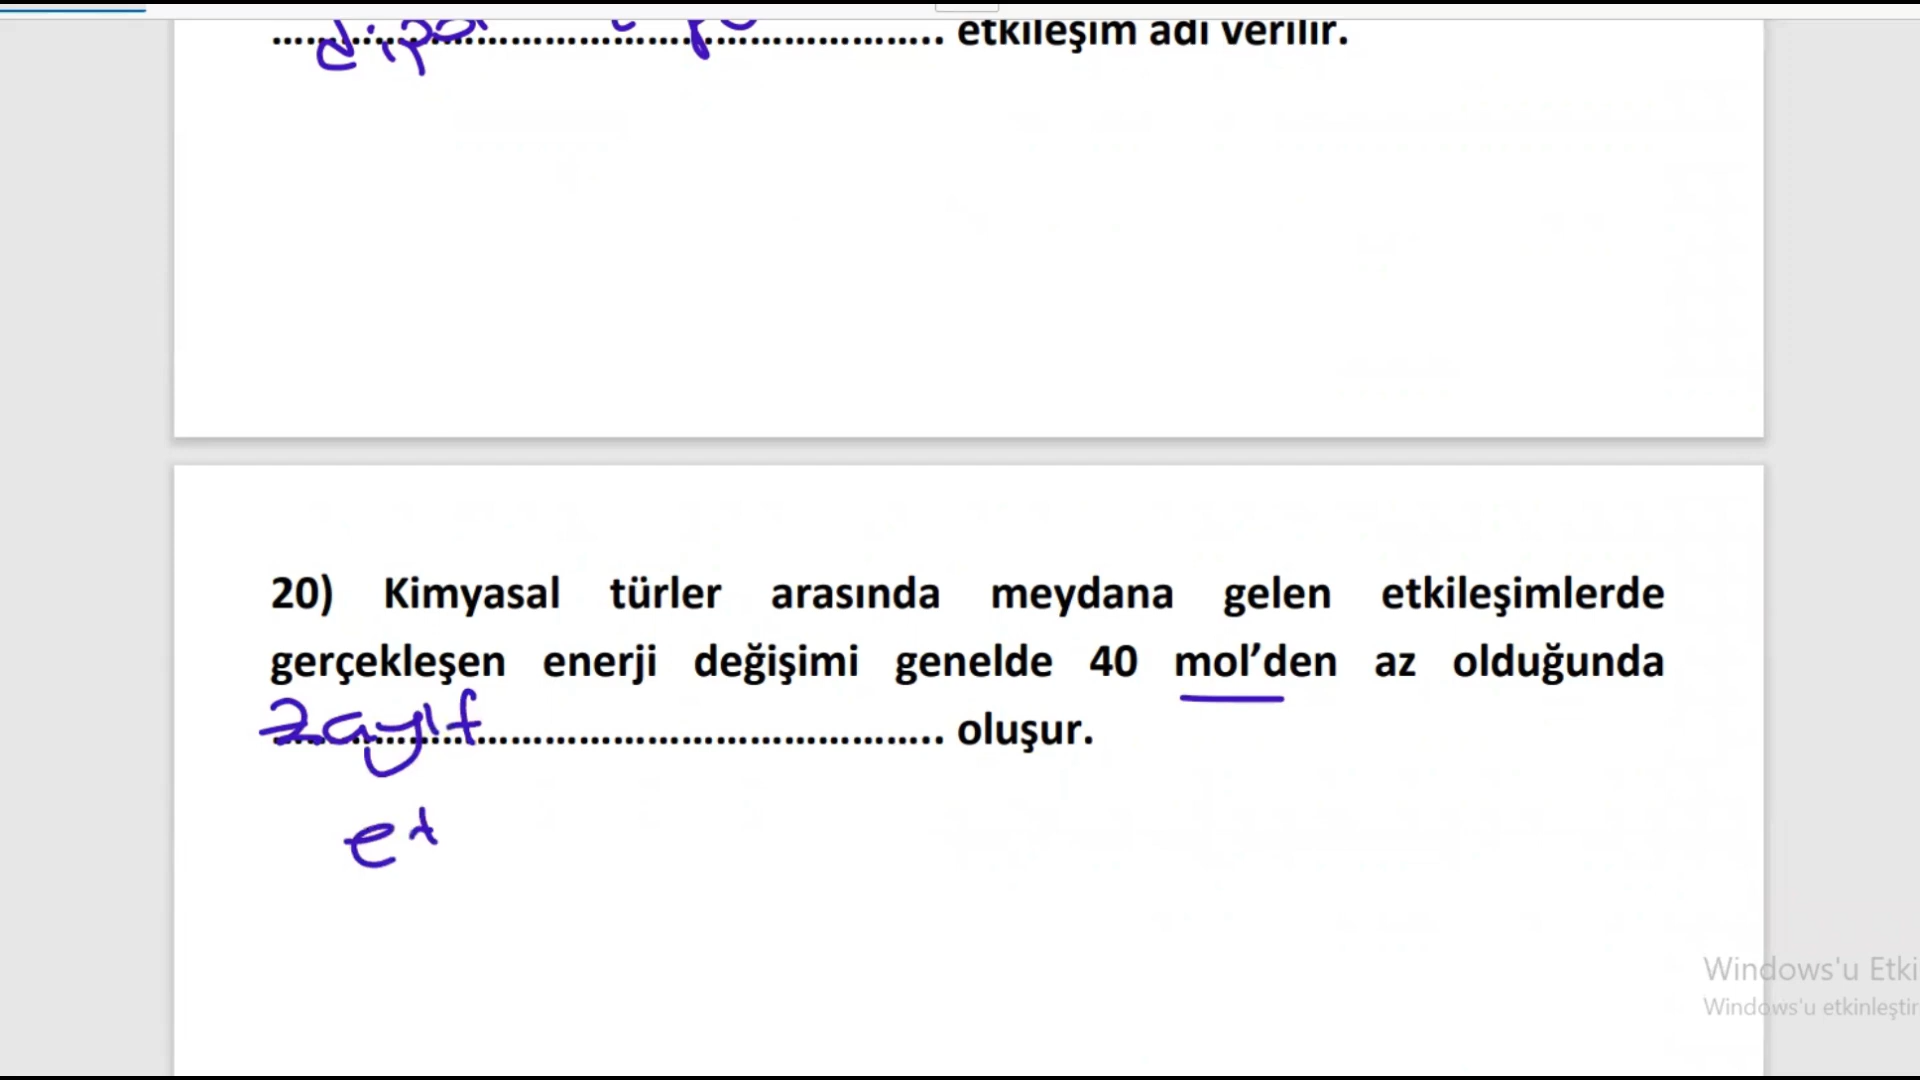 ........................................ etkileşim adı verilir.
20) Kimyasal türler arasında meydana gelen etkileşimlerde
gerçekleşen enerji değişimi genelde 40 mol’den az olduğunda
zayıf ........................................ oluşur.
et
Windows'u Etki
Windows'u etkinleştir